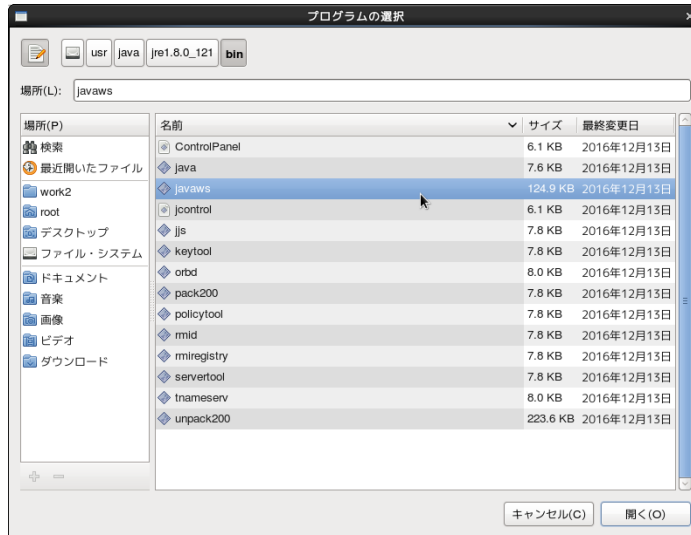 プログラムの選択
usr java jre1.8.0_121 bin
場所(L): javaws
場所(P)
検索
最近開いたファイル
work2
root
デスクトップ
ファイル・システム
ドキュメント
音楽
画像
ビデオ
ダウンロード
名前 サイズ 最終変更日
ControlPanel 6.1 KB 2016年12月13日
java 7.6 KB 2016年12月13日
javaws 124.9 KB 2016年12月13日
jcontrol 6.1 KB 2016年12月13日
jjs 7.8 KB 2016年12月13日
keytool 7.8 KB 2016年12月13日
orbd 8.0 KB 2016年12月13日
pack200 7.8 KB 2016年12月13日
policytool 7.8 KB 2016年12月13日
rmid 7.8 KB 2016年12月13日
rmiregistry 7.8 KB 2016年12月13日
servertool 7.8 KB 2016年12月13日
tnameserv 8.0 KB 2016年12月13日
unpack200 223.6 KB 2016年12月13日
キャンセル(C) 開く(O)